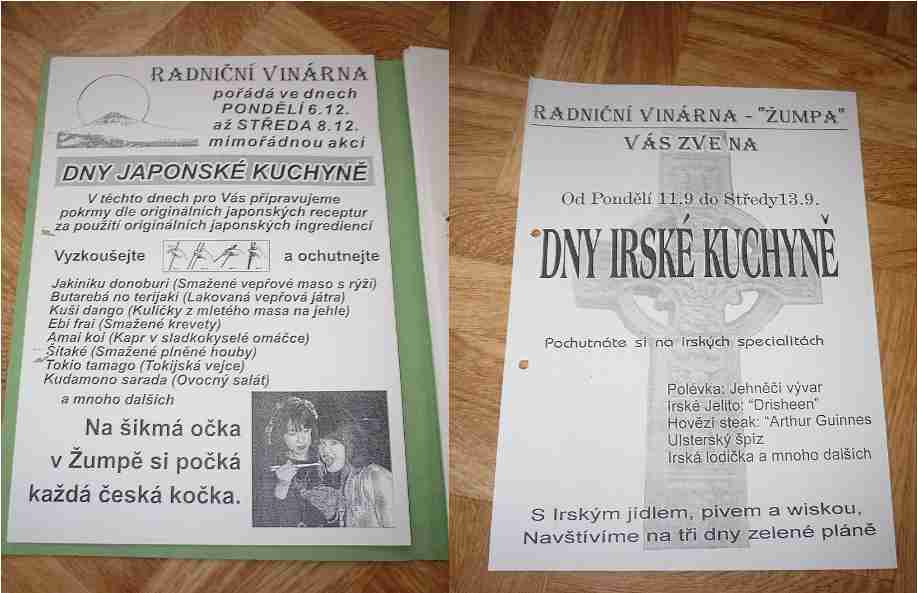 RADNIČNÍ VINÁRNA
pořádá ve dnech
PONDĚLÍ 6.12.
až STŘEDA 8.12.
mimořádnou akci
DNY JAPONSKÉ KUCHYNĚ
V těchto dnech pro Vás připravujeme
pokrmy dle originálních japonských receptur
za použití originálních japonských ingrediencí
Vyzkoušejte a ochutnejte
Jakiniku donoburi (Smažené vepřové maso s rýží)
Butarebá no terijaki (Lakovaná vepřová játra)
Kuši dango (Kuličky z mletého masa na jehle)
Ebi frai (Smažené krevety)
Amai koi (Kapr v sladkokyselé omáčce)
Šitaké (Smažené plněné houby)
Tokio tamago (Tokijská vejce)
Kudamono sarada (Ovocný salát)
a mnoho dalších
Na šikmá očka
v Žumpě si počká
každá česká kočka.
RADNIČNÍ VINÁRNA - "ŽUMPA"
VÁS ZVE NA
Od Pondělí 11.9 do Středy13.9.
DNY IRSKÉ KUCHYNĚ
Pochutnáte si na irských specialitách
Polévka: Jehněčí vývar
Irské Jelito: "Drisheen"
Hovězí steak: "Arthur Guinnes
Ulsterský špíz
Irská lodička a mnoho dalších
S Irským jídlem, pivem a wiskou,
Navštívíme na tři dny zelené pláně